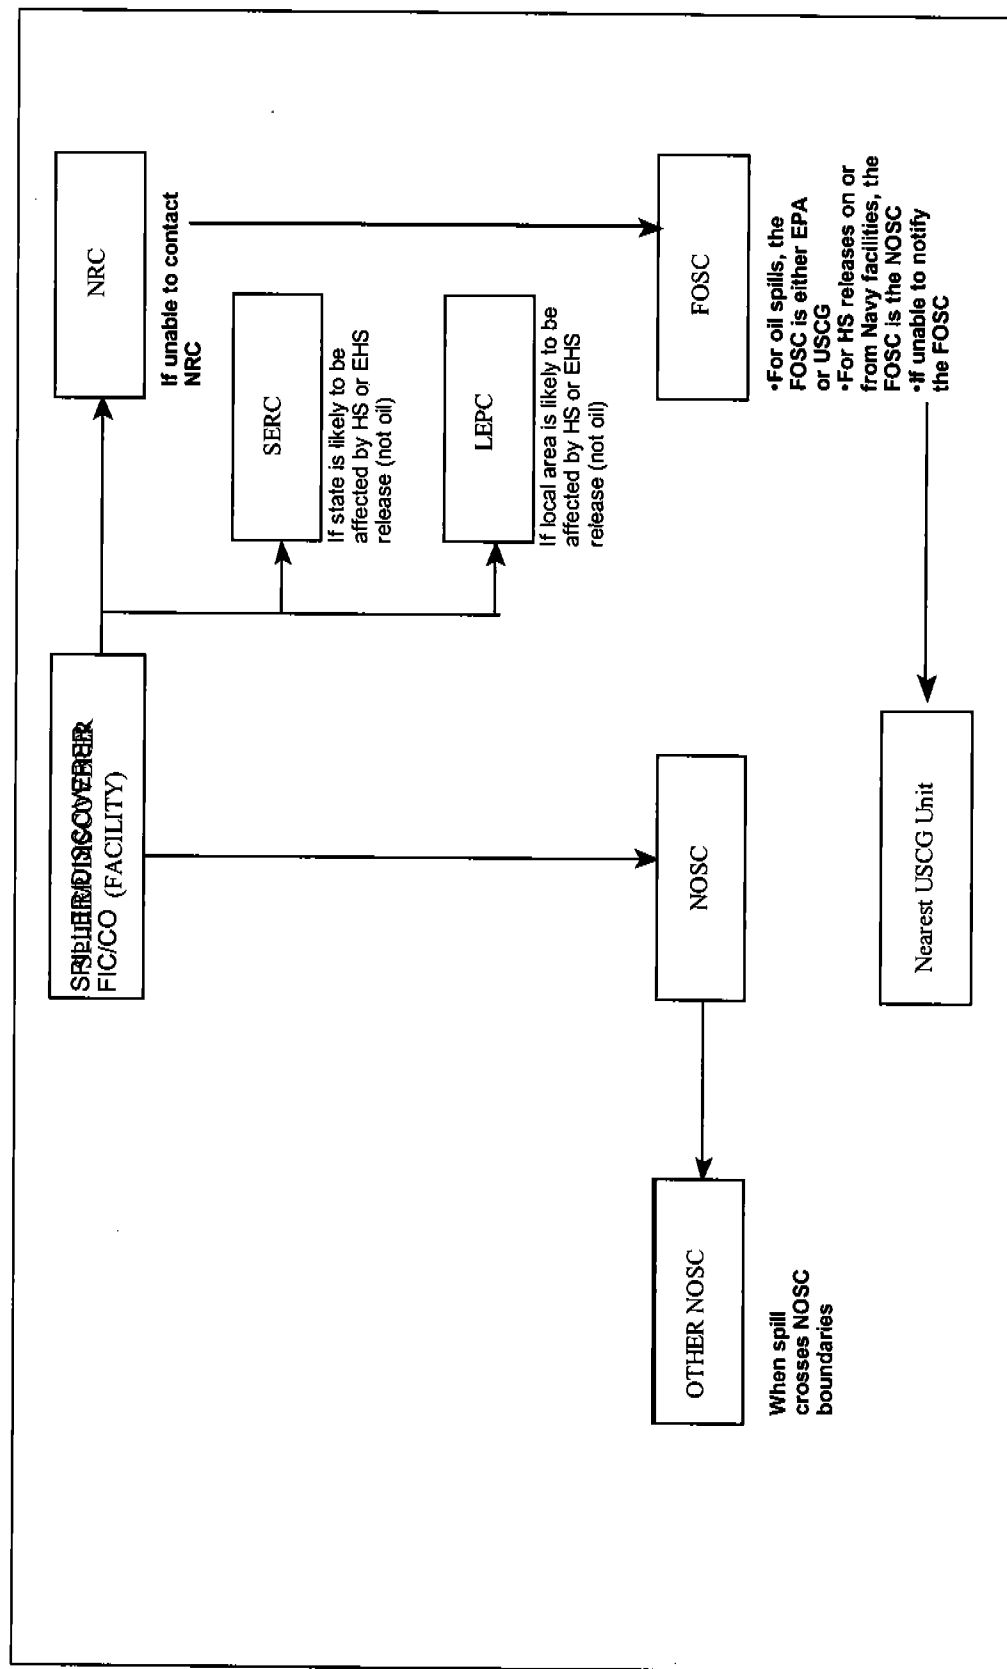 SPILLER/DISCOVERER
FIC/CO (FACILITY)
NRC
If unable to contact
NRC
SERC
If state is likely to be
affected by HS or EHS
release (not oil)
LEPC
If local area is likely to be
affected by HS or EHS
release (not oil)
NOSC
FOSC
•For oil spills, the
FOSC is either EPA
or USCG
•For HS releases on or
from Navy facilities, the
FOSC is the NOSC
•If unable to notify
the FOSC
OTHER NOSC
When spill
crosses NOSC
boundaries
Nearest USCG Unit